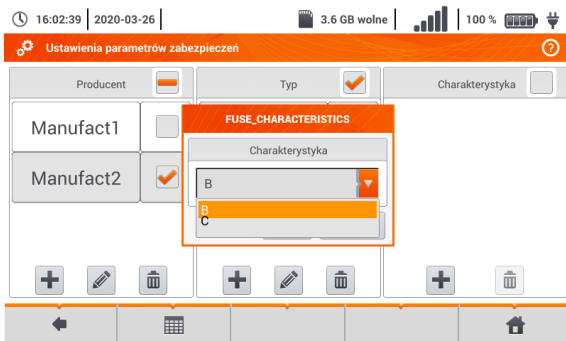 16:02:39 2020-03-26 3.6 GB wolne 100 %
Ustawienia parametrów zabezpieczeń
Producent Typ Charakterystyka
FUSE_CHARACTERISTICS
Manufact1
Charakterystyka
Manufact2
B
B
C